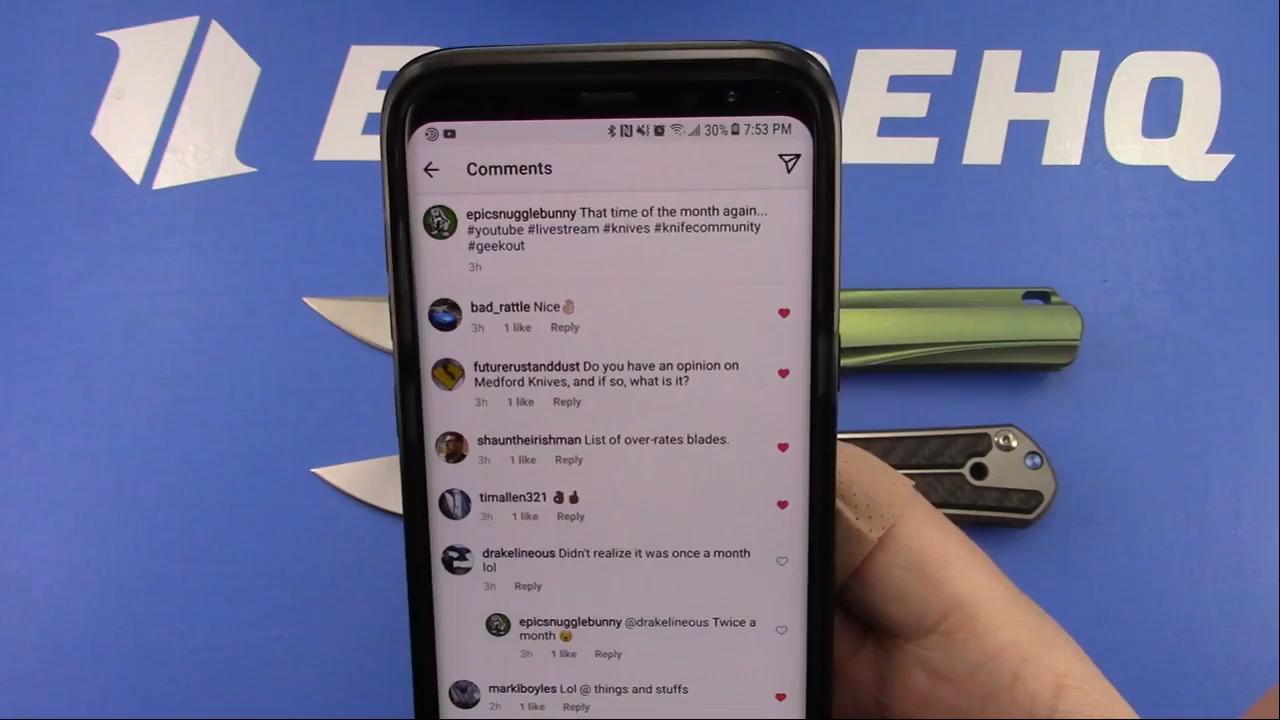 HQ
30% 7:53 PM
Comments
epicsnugglebunny That time of the month again...
#youtube #livestream #knives #knifecommunity
#geekout
3h
bad_rattle Nice👌🏼
3h 1 like Reply
futurerustanddust Do you have an opinion on
Medford Knives, and if so, what is it?
3h 1 like Reply
shauntheirishman List of over-rates blades.
3h 1 like Reply
timallen321
3h 1 like Reply
drakelineous Didn't realize it was once a month
lol
3h Reply
epicsnugglebunny @drakelineous Twice a
month
3h 1 like Reply
marklboyles Lol @ things and stuffs
2h 1 like Reply